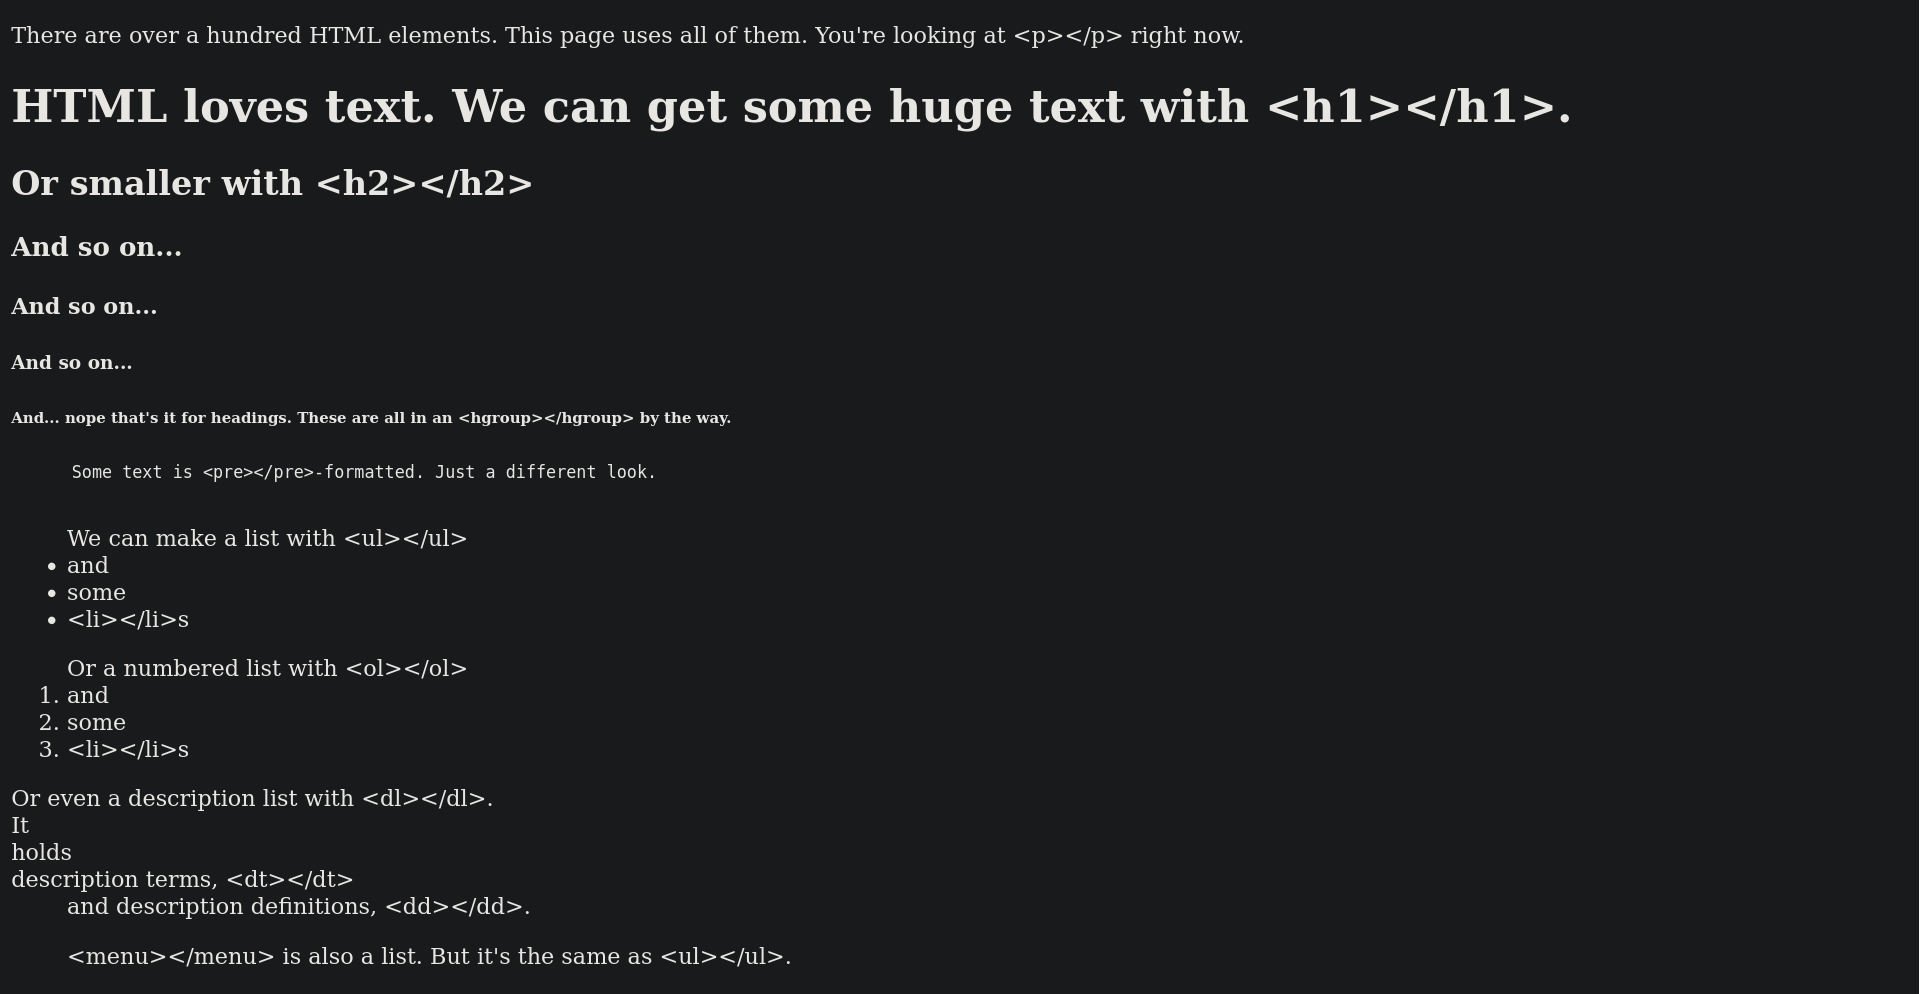 There are over a hundred HTML elements. This page uses all of them. You're looking at <p></p> right now.
HTML loves text. We can get some huge text with <h1></h1>.
Or smaller with <h2></h2>
And so on...
And so on...
And so on...
And... nope that's it for headings. These are all in an <hgroup></hgroup> by the way.
Some text is <pre></pre>-formatted. Just a different look.
We can make a list with <ul></ul>
• and
• some
• <li></li>s
Or a numbered list with <ol></ol>
1. and
2. some
3. <li></li>s
Or even a description list with <dl></dl>.
It
holds
description terms, <dt></dt>
and description definitions, <dd></dd>.
<menu></menu> is also a list. But it's the same as <ul></ul>.